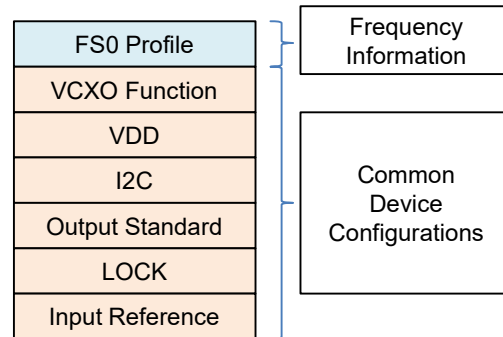 FS0 Profile
VCXO Function
VDD
I2C
Output Standard
LOCK
Input Reference
Frequency
Information
Common
Device
Configurations